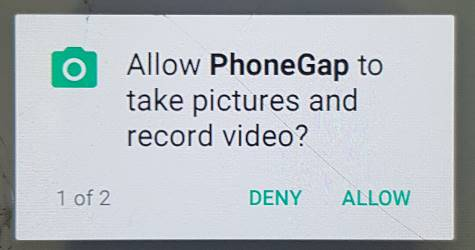 Allow PhoneGap to
take pictures and
record video?
1 of 2 DENY ALLOW